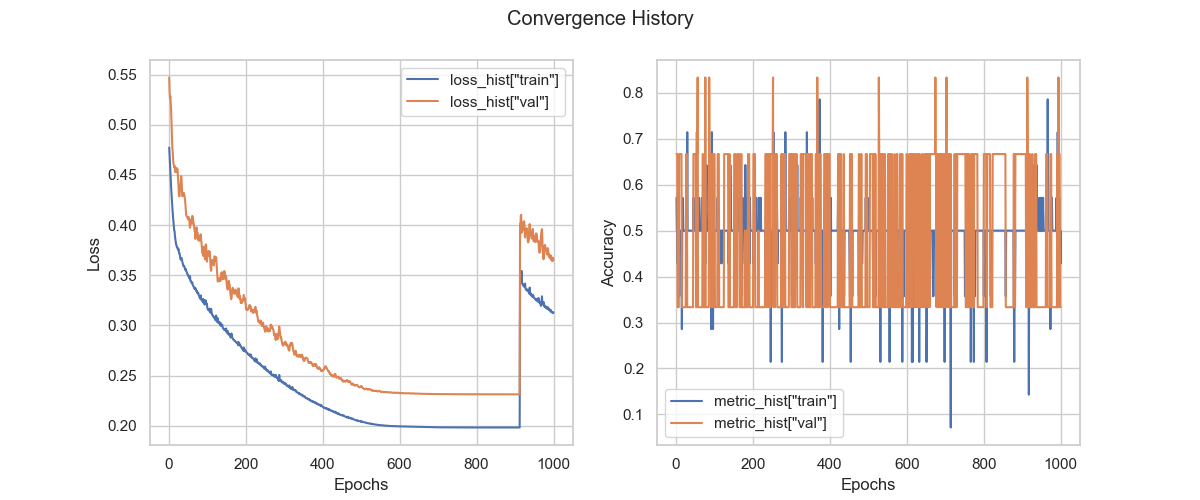 Convergence History
0.55
0.50
0.45
0.40
0.35
0.30
0.25
0.20
Loss
0 200 400 600 800 1000
Epochs
loss_hist["train"]
loss_hist["val"]
0.8
0.7
0.6
0.5
0.4
0.3
0.2
0.1
Accuracy
0 200 400 600 800 1000
Epochs
metric_hist["train"]
metric_hist["val"]